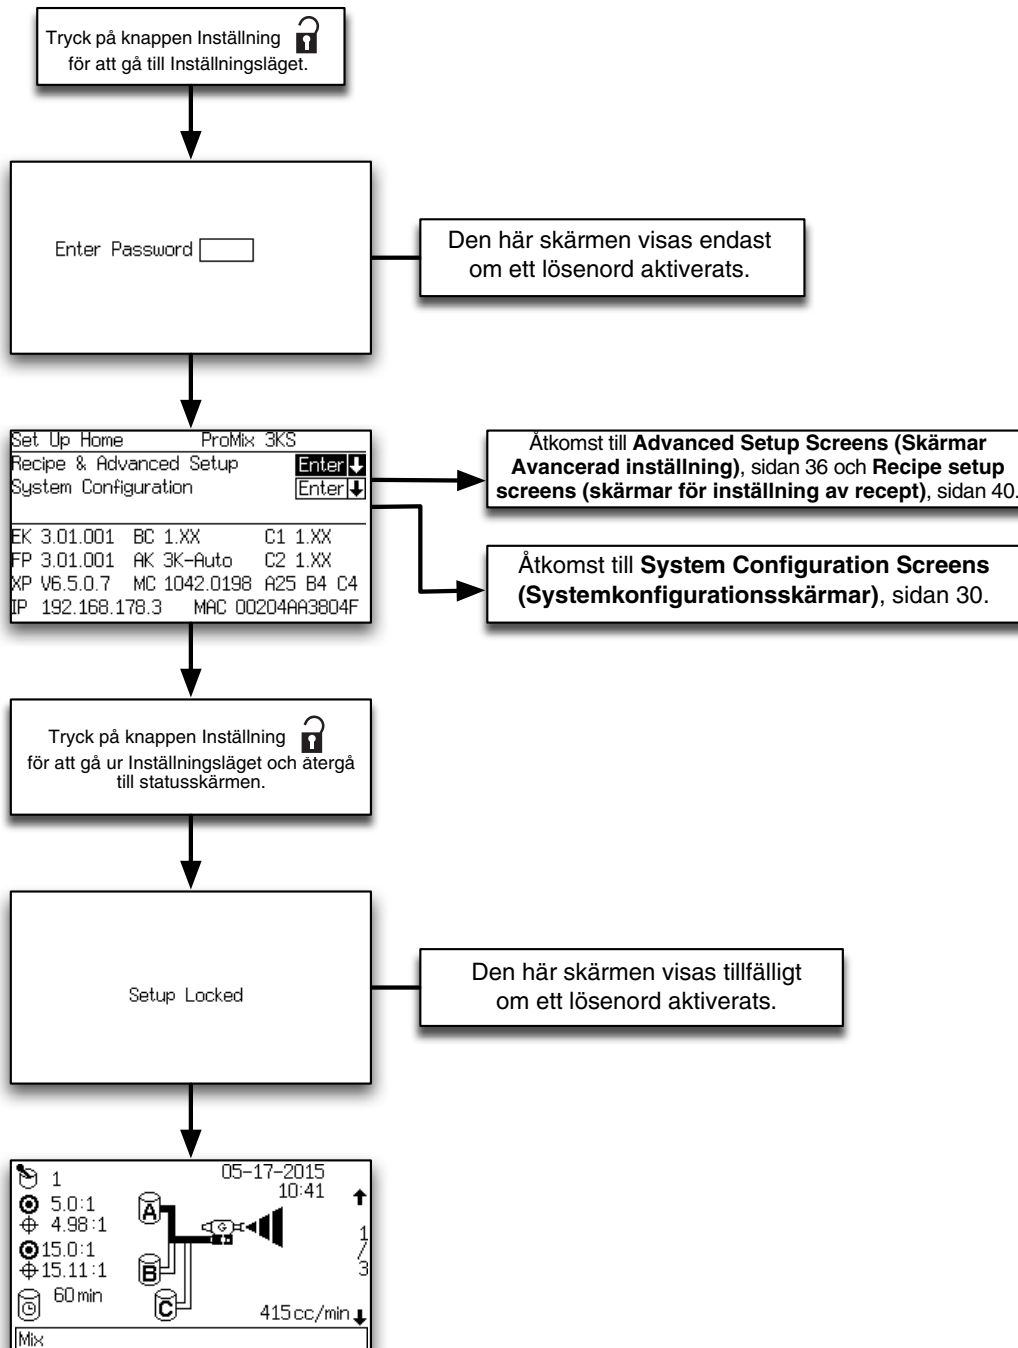 Tryck på knappen Inställning
för att gå till Inställningsläget.
Enter Password
Den här skärmen visas endast
om ett lösenord aktiverats.
Set Up Home ProMix 3KS
Recipe & Advanced Setup Enter
System Configuration Enter
EK 3.01.001 BC 1.XX C1 1.XX
FP 3.01.001 AK 3K-Auto C2 1.XX
XP V6.5.0.7 MC 1042.0198 A25 B4 C4
IP 192.168.178.3 MAC 00204AA3804F
Åtkomst till Advanced Setup Screens (Skärmar
Avancerad inställning), sidan 36 och Recipe setup
screens (skärmar för inställning av recept), sidan 40.
Åtkomst till System Configuration Screens
(Systemkonfigurationsskärmar), sidan 30.
Tryck på knappen Inställning
för att gå ur Inställningsläget och återgå
till statusskärmen.
Setup Locked
Den här skärmen visas tillfälligt
om ett lösenord aktiverats.
1 05-17-2015
10:41
5.0:1
4.98:1
15.0:1
15.11:1
60 min
A
B
C
G
1
/
3
415 cc/min
Mix